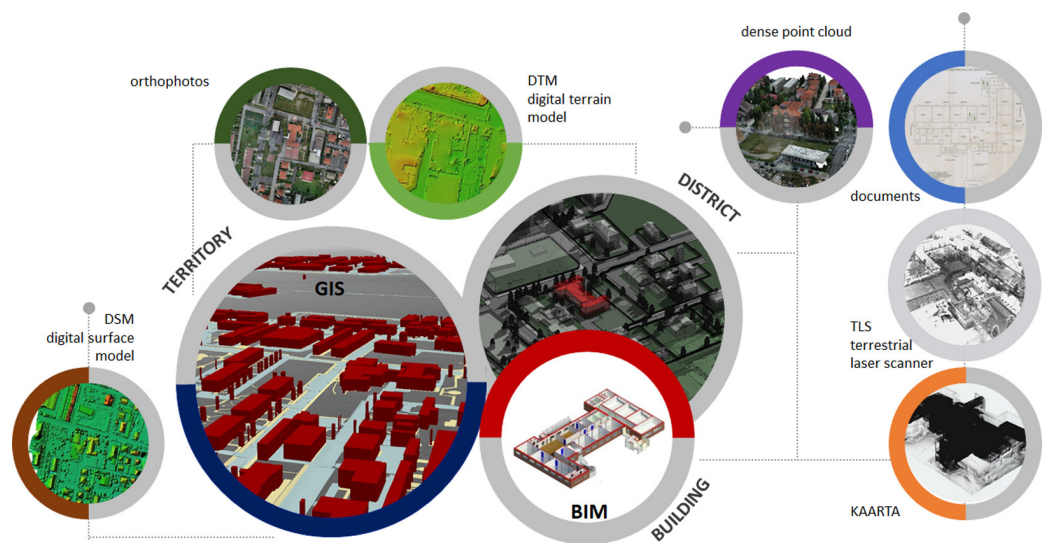 dense point cloud
orthophotos
DTM
digital terrain
model
documents
DISTRICT
TERRITORY
GIS
DSM
digital surface
model
TLS
terrestrial
laser scanner
BIM
BUILDING
KAARTA